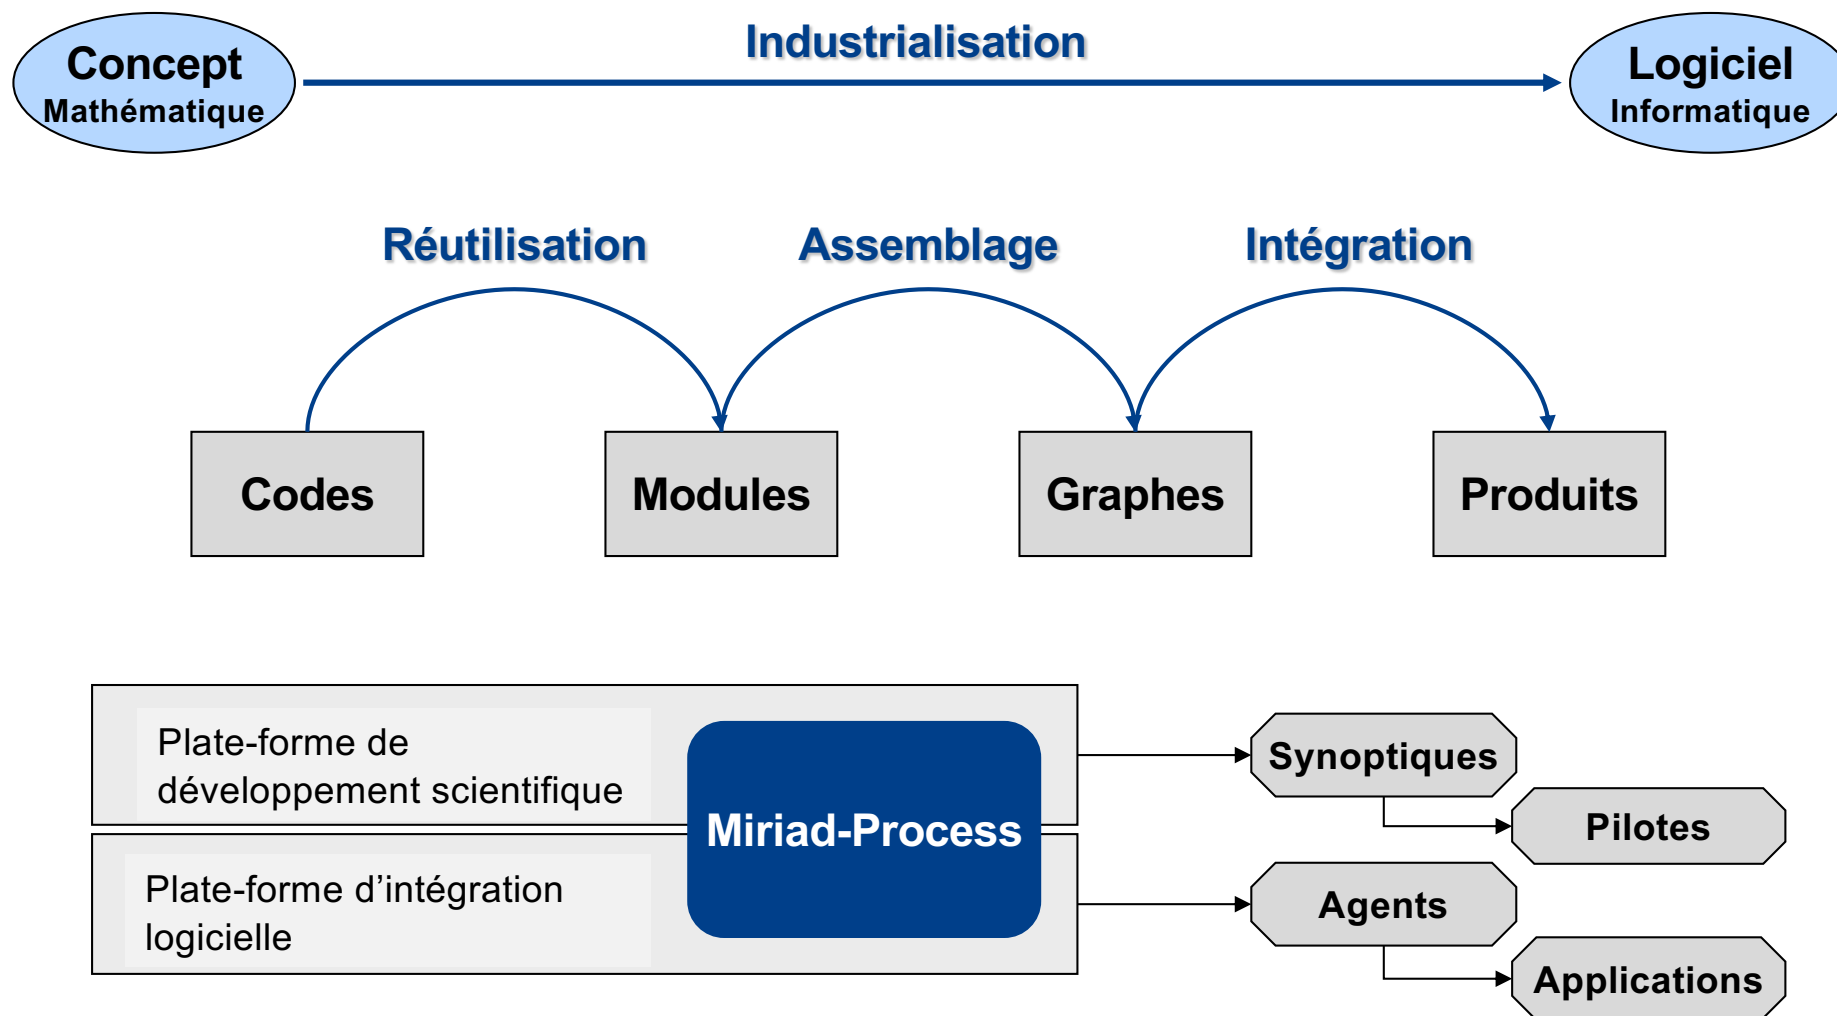 Industrialisation
Concept
Mathématique
Logiciel
Informatique
Réutilisation
Assemblage
Intégration
Codes
Modules
Graphes
Produits
Plate-forme de
développement scientifique
Miriad-Process
Plate-forme d’intégration
logicielle
Synoptiques
Pilotes
Agents
Applications